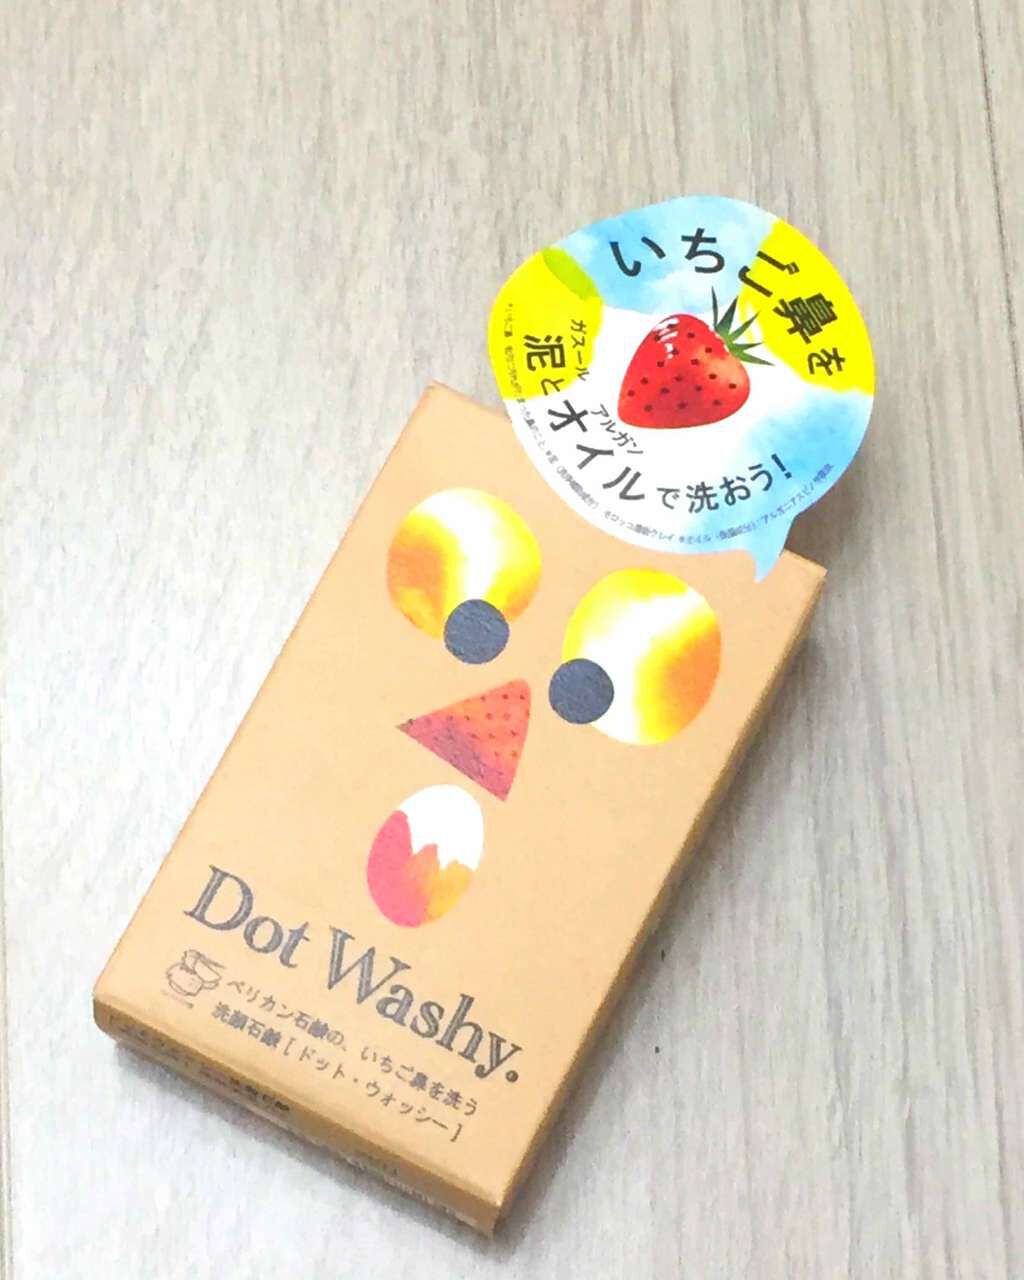 いちご鼻を
ガスール
泥と
アルガン
オイルで洗おう!
Dot Washy.
ペリカン石鹸の、いちご鼻を洗う
洗顔石鹸[ドット・ウォッシー]